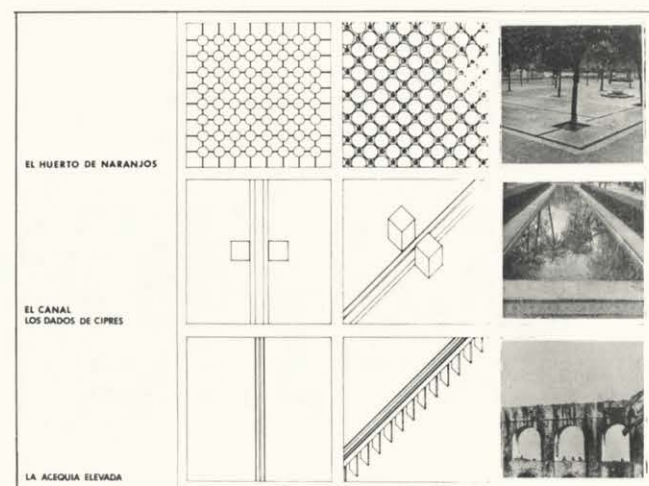 EL HUERTO DE NARANJOS
EL CANAL
LOS DADOS DE CIPRES
LA ACEQUIA ELEVADA